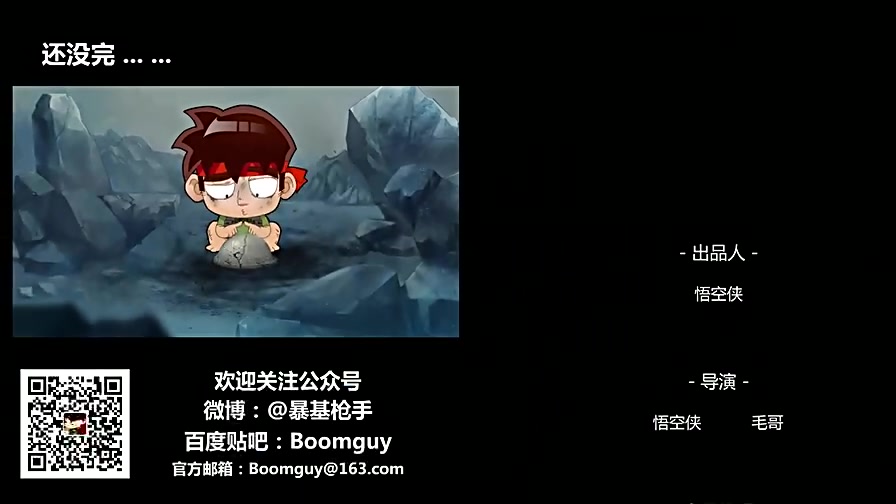 还没完 ... ...
- 出品人 -
悟空侠
- 导演 -
悟空侠 毛哥
欢迎关注公众号
微博：@暴基枪手
百度贴吧：Boomguy
官方邮箱：Boomguy@163.com